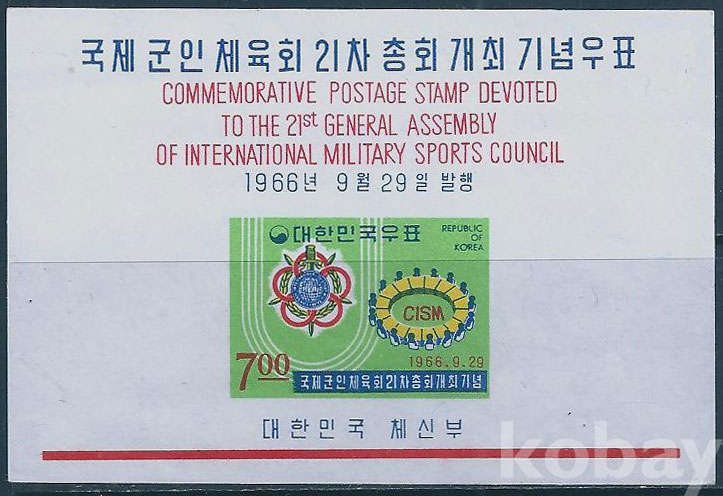 국제 군인 체육회 21차 총회 개최 기념우표
COMMEMORATIVE POSTAGE STAMP DEVOTED
TO THE 21st GENERAL ASSEMBLY
OF INTERNATIONAL MILITARY SPORTS COUNCIL
1966년 9월 29일 발행
대한민국우표
REPUBLIC
OF
KOREA
CISM
1966.9.29
700
국제군인체육회21차총회개최기념
대한민국 체신부
kobay